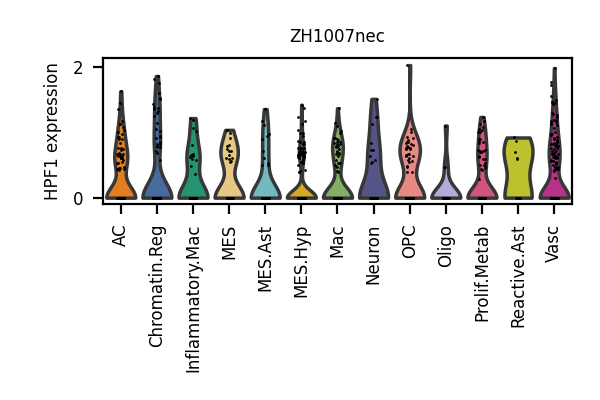 ZH1007nec
HPF1 expression
2
0
AC
Chromatin.Reg
Inflammatory.Mac
MES
MES.Ast
MES.Hyp
Mac
Neuron
OPC
Oligo
Prolif.Metab
Reactive.Ast
Vasc